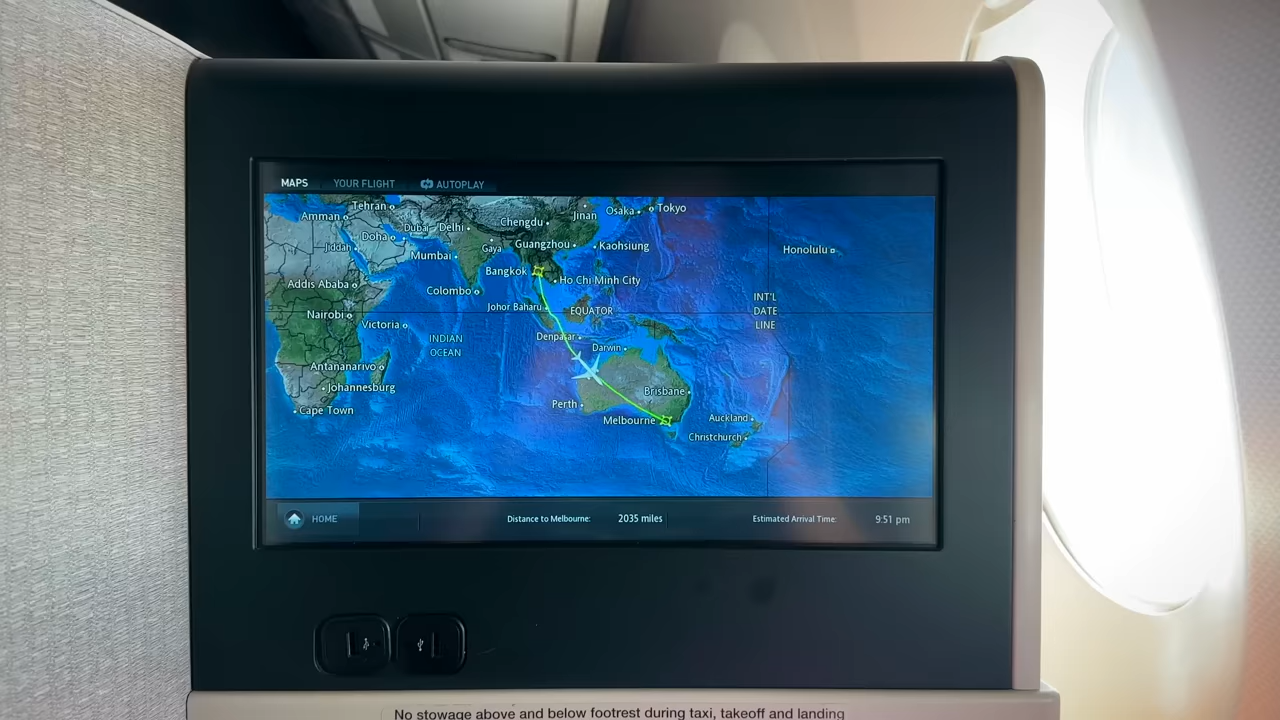 MAPS YOUR FLIGHT AUTOPLAY
Tehran
Amman
Doha
Dubai
Delhi
Jiddah
Mumbai
Gaya
Chengdu
Jinan
Osaka
Tokyo
Guangzhou
Kaohsiung
Honolulu
Bangkok
Ho Chi Minh City
Addis Ababa
Colombo
Johor Baharu
EQUATOR
INT'L
DATE
LINE
Nairobi
Victoria
INDIAN
OCEAN
Denpasar
Darwin
Antananarivo
Johannesburg
Brisbane
Cape Town
Perth
Melbourne
Auckland
Christchurch
HOME Distance to Melbourne: 2035 miles Estimated Arrival Time: 9:51 pm
No stowage above and below footrest during taxi, takeoff and landing